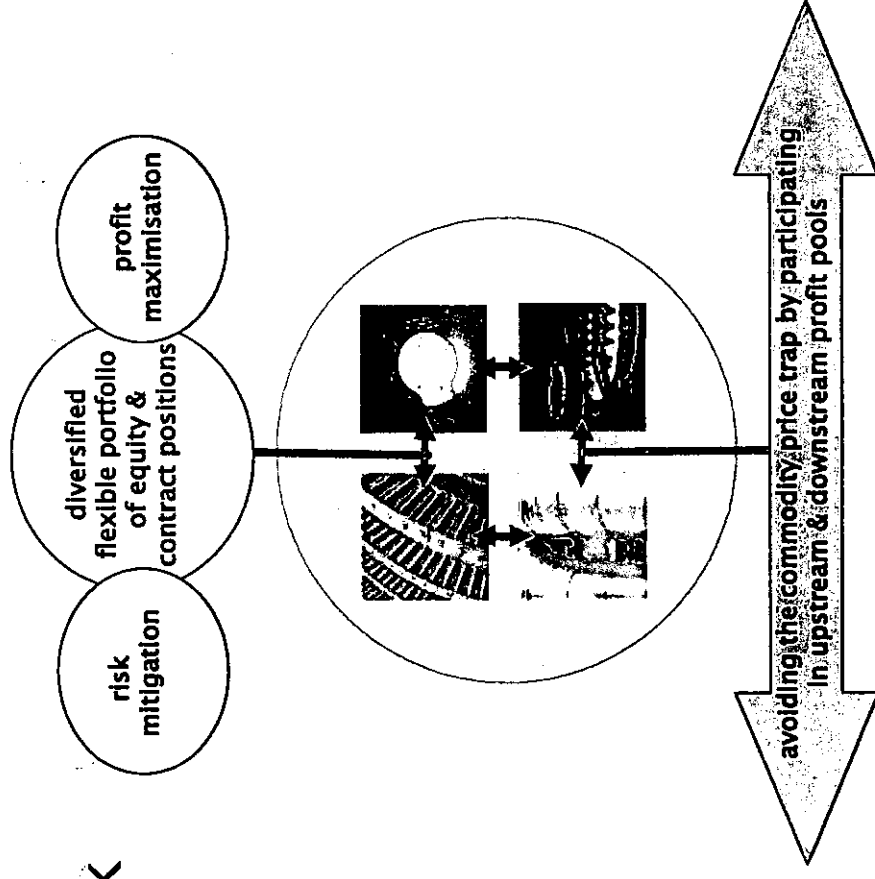 risk
mitigation
diversified
flexible portfolio
of equity &
contract positions
profit
maximisation
avoiding the commodity price trap by participating
in upstream & downstream profit pools